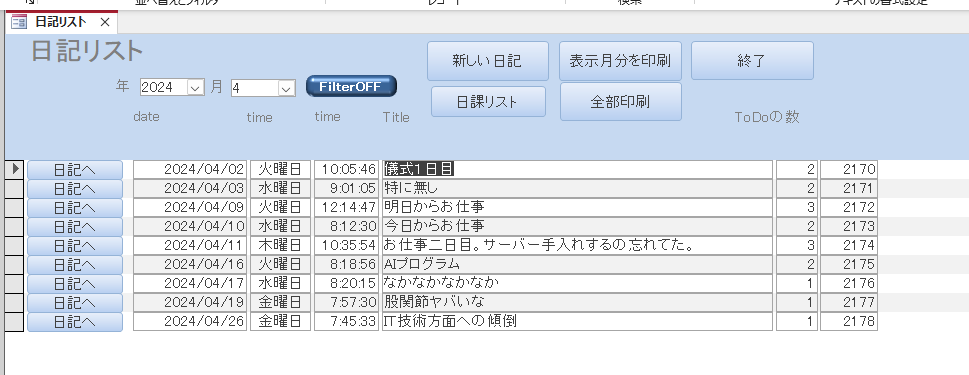 日記リスト ×
日記リスト
新しい日記 表示月分を印刷 終了
年 2024 月 4 FilterOFF
日課リスト 全部印刷
date time time Title ToDoの数
日記へ 2024/04/02 火曜日 10:05:46 儀式1日目 2 2170
日記へ 2024/04/03 水曜日 9:01:05 特に無し 2 2171
日記へ 2024/04/09 火曜日 12:14:47 明日からお仕事 3 2172
日記へ 2024/04/10 水曜日 8:12:30 今日からお仕事 2 2173
日記へ 2024/04/11 木曜日 10:35:54 お仕事二日目。サーバー手入れするの忘れてた。 3 2174
日記へ 2024/04/16 火曜日 8:18:56 AIプログラム 2 2175
日記へ 2024/04/17 水曜日 8:20:15 なかなかなかなか 1 2176
日記へ 2024/04/19 金曜日 7:57:30 股関節ヤバいな 1 2177
日記へ 2024/04/26 金曜日 7:45:33 IT技術方面への傾倒 1 2178